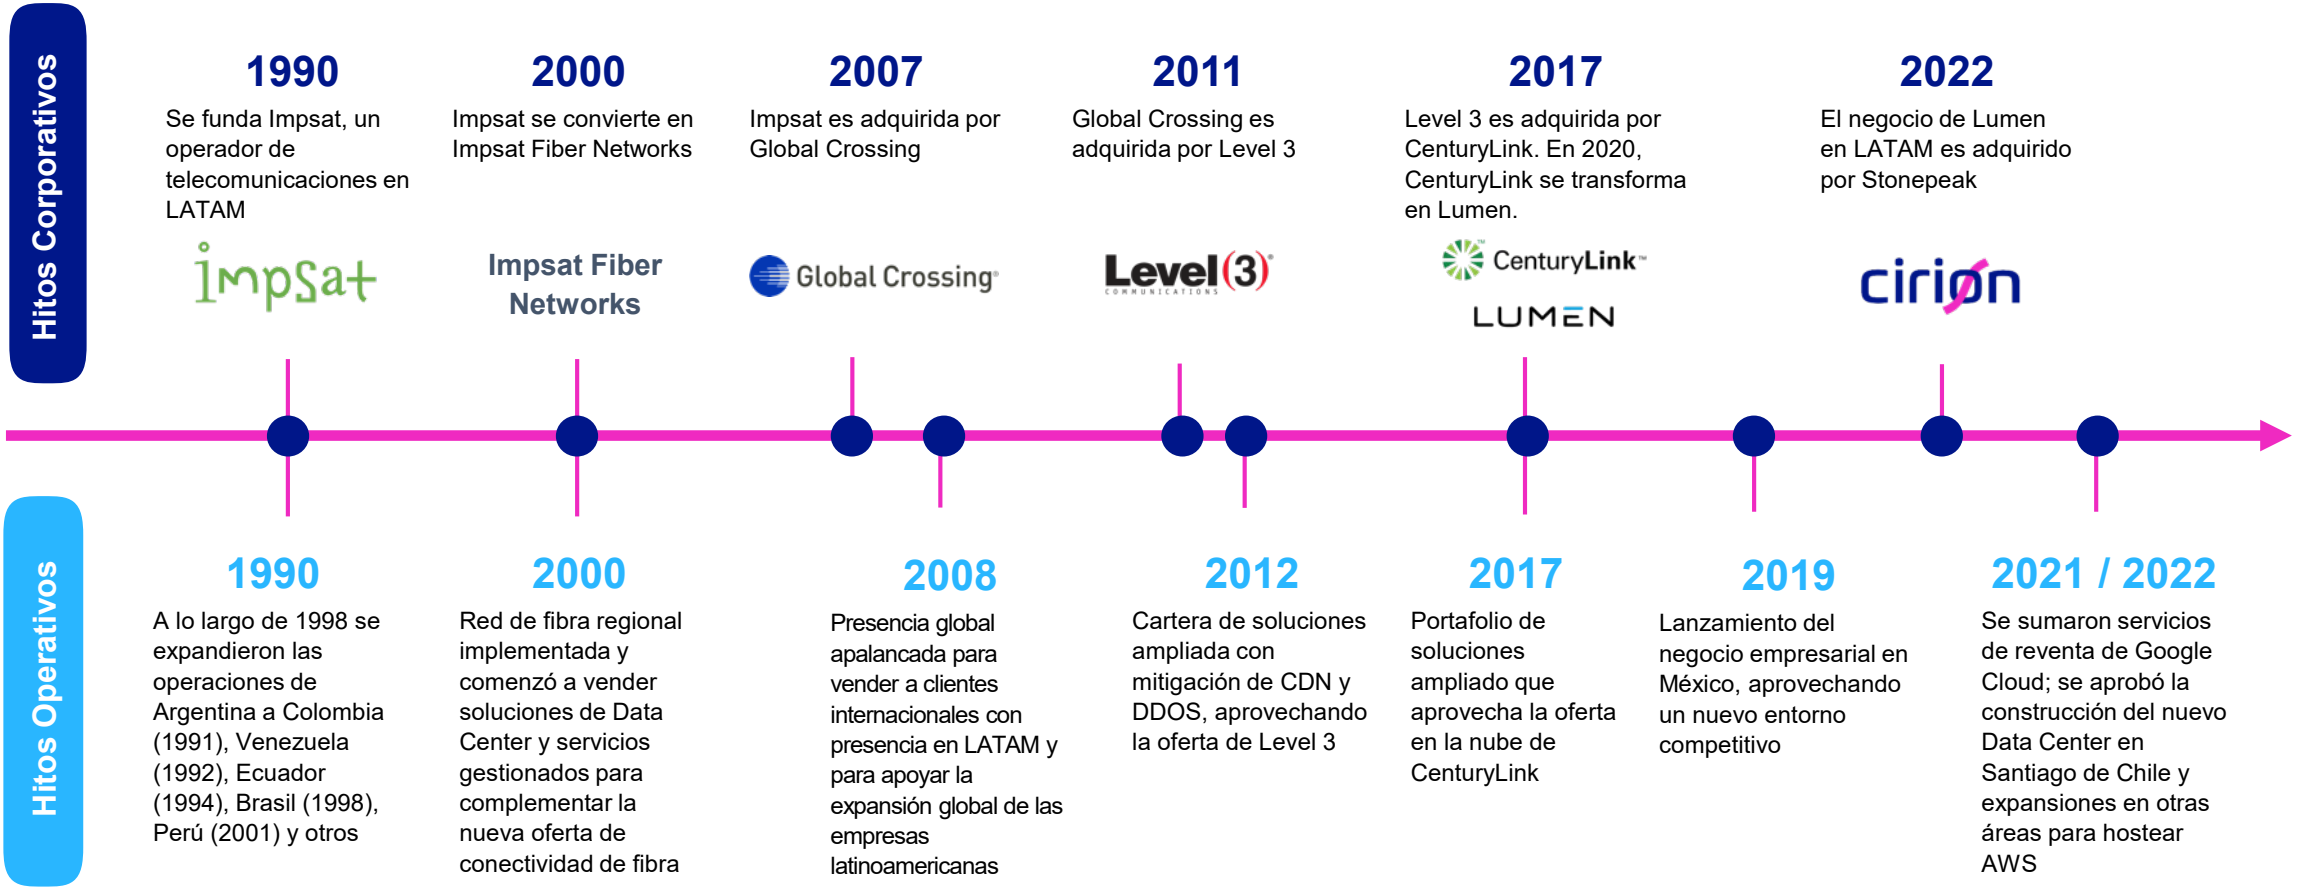 Hitos Corporativos
1990
Se funda Impsat, un
operador de
telecomunicaciones en
LATAM
impsat
2000
Impsat se convierte en
Impsat Fiber Networks
Impsat Fiber
Networks
2007
Impsat es adquirida por
Global Crossing
Global Crossing®
2011
Global Crossing es
adquirida por Level 3
Level(3)®
COMMUNICATIONS
2017
Level 3 es adquirida por
CenturyLink. En 2020,
CenturyLink se transforma
en Lumen.
CenturyLink™
LUMEN
2022
El negocio de Lumen
en LATAM es adquirido
por Stonepeak
cirion
Hitos Operativos
1990
A lo largo de 1998 se
expandieron las
operaciones de
Argentina a Colombia
(1991), Venezuela
(1992), Ecuador
(1994), Brasil (1998),
Perú (2001) y otros
2000
Red de fibra regional
implementada y
comenzó a vender
soluciones de Data
Center y servicios
gestionados para
complementar la
nueva oferta de
conectividad de fibra
2008
Presencia global
apalancada para
vender a clientes
internacionales con
presencia en LATAM y
para apoyar la
expansión global de las
empresas
latinoamericanas
2012
Cartera de soluciones
ampliada con
mitigación de CDN y
DDOS, aprovechando
la oferta de Level 3
2017
Portafolio de
soluciones
ampliado que
aprovecha la oferta
en la nube de
CenturyLink
2019
Lanzamiento del
negocio empresarial en
México, aprovechando
un nuevo entorno
competitivo
2021 / 2022
Se sumaron servicios
de reventa de Google
Cloud; se aprobó la
construcción del nuevo
Data Center en
Santiago de Chile y
expansiones en otras
áreas para hostear
AWS